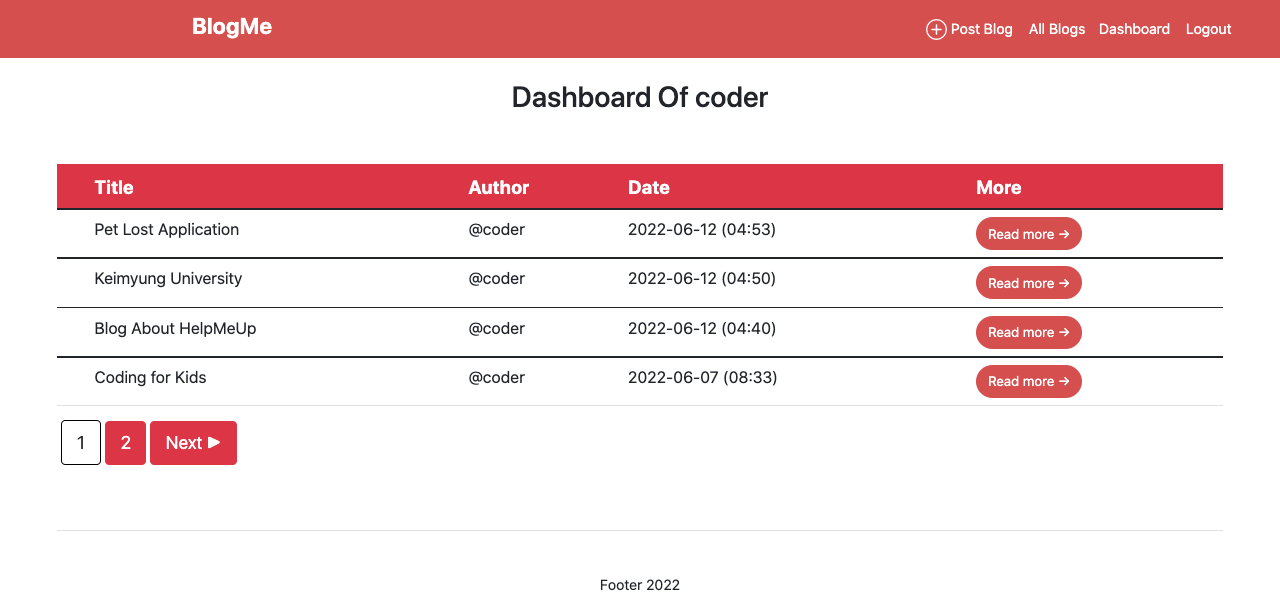 BlogMe Post Blog All Blogs Dashboard Logout
Dashboard Of coder
Title Author Date More
Pet Lost Application @coder 2022-06-12 (04:53) Read more →
Keimyung University @coder 2022-06-12 (04:50) Read more →
Blog About HelpMeUp @coder 2022-06-12 (04:40) Read more →
Coding for Kids @coder 2022-06-07 (08:33) Read more →
1 2 Next ►
Footer 2022